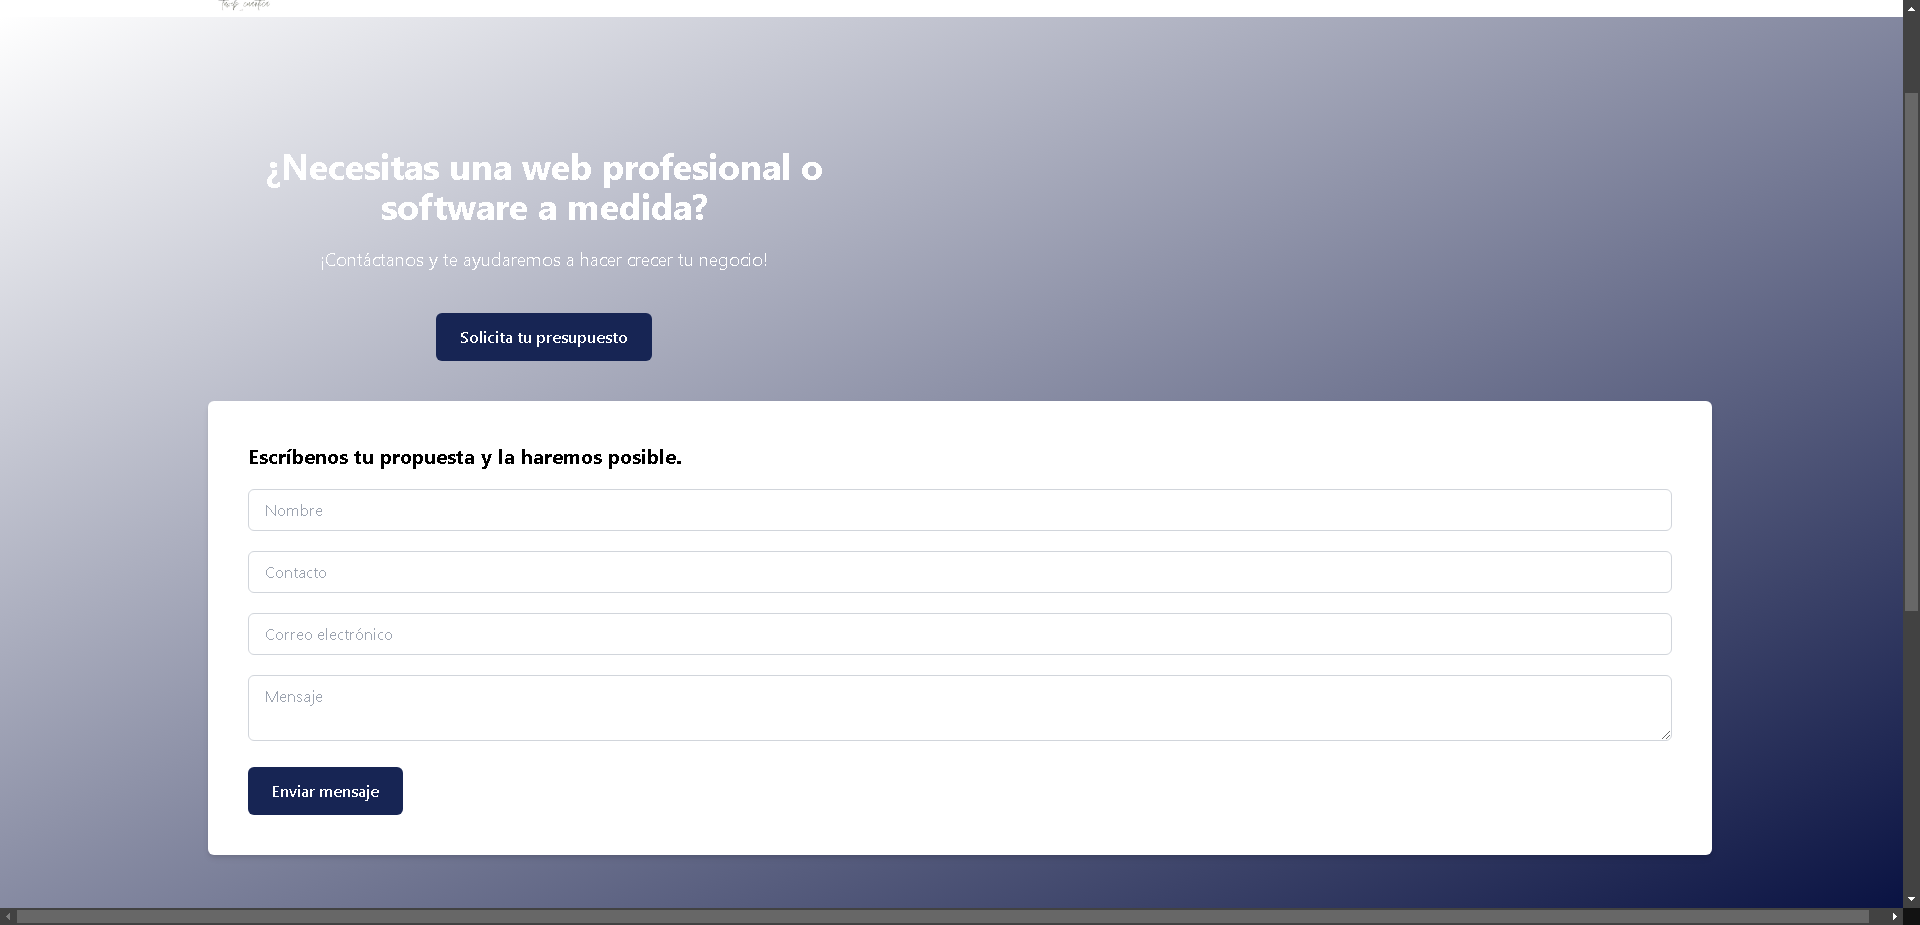 ¿Necesitas una web profesional o
software a medida?
¡Contáctanos y te ayudaremos a hacer crecer tu negocio!
Solicita tu presupuesto
Escríbenos tu propuesta y la haremos posible.
Nombre
Contacto
Correo electrónico
Mensaje
Enviar mensaje